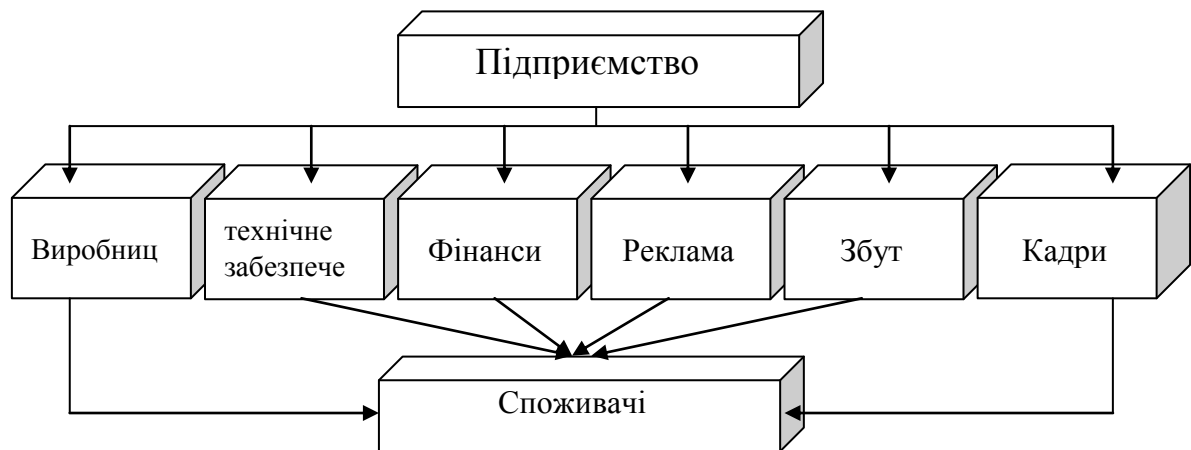 Підприємство
Виробниц
технічне
забезпече
Фінанси
Реклама
Збут
Кадри
Споживачі